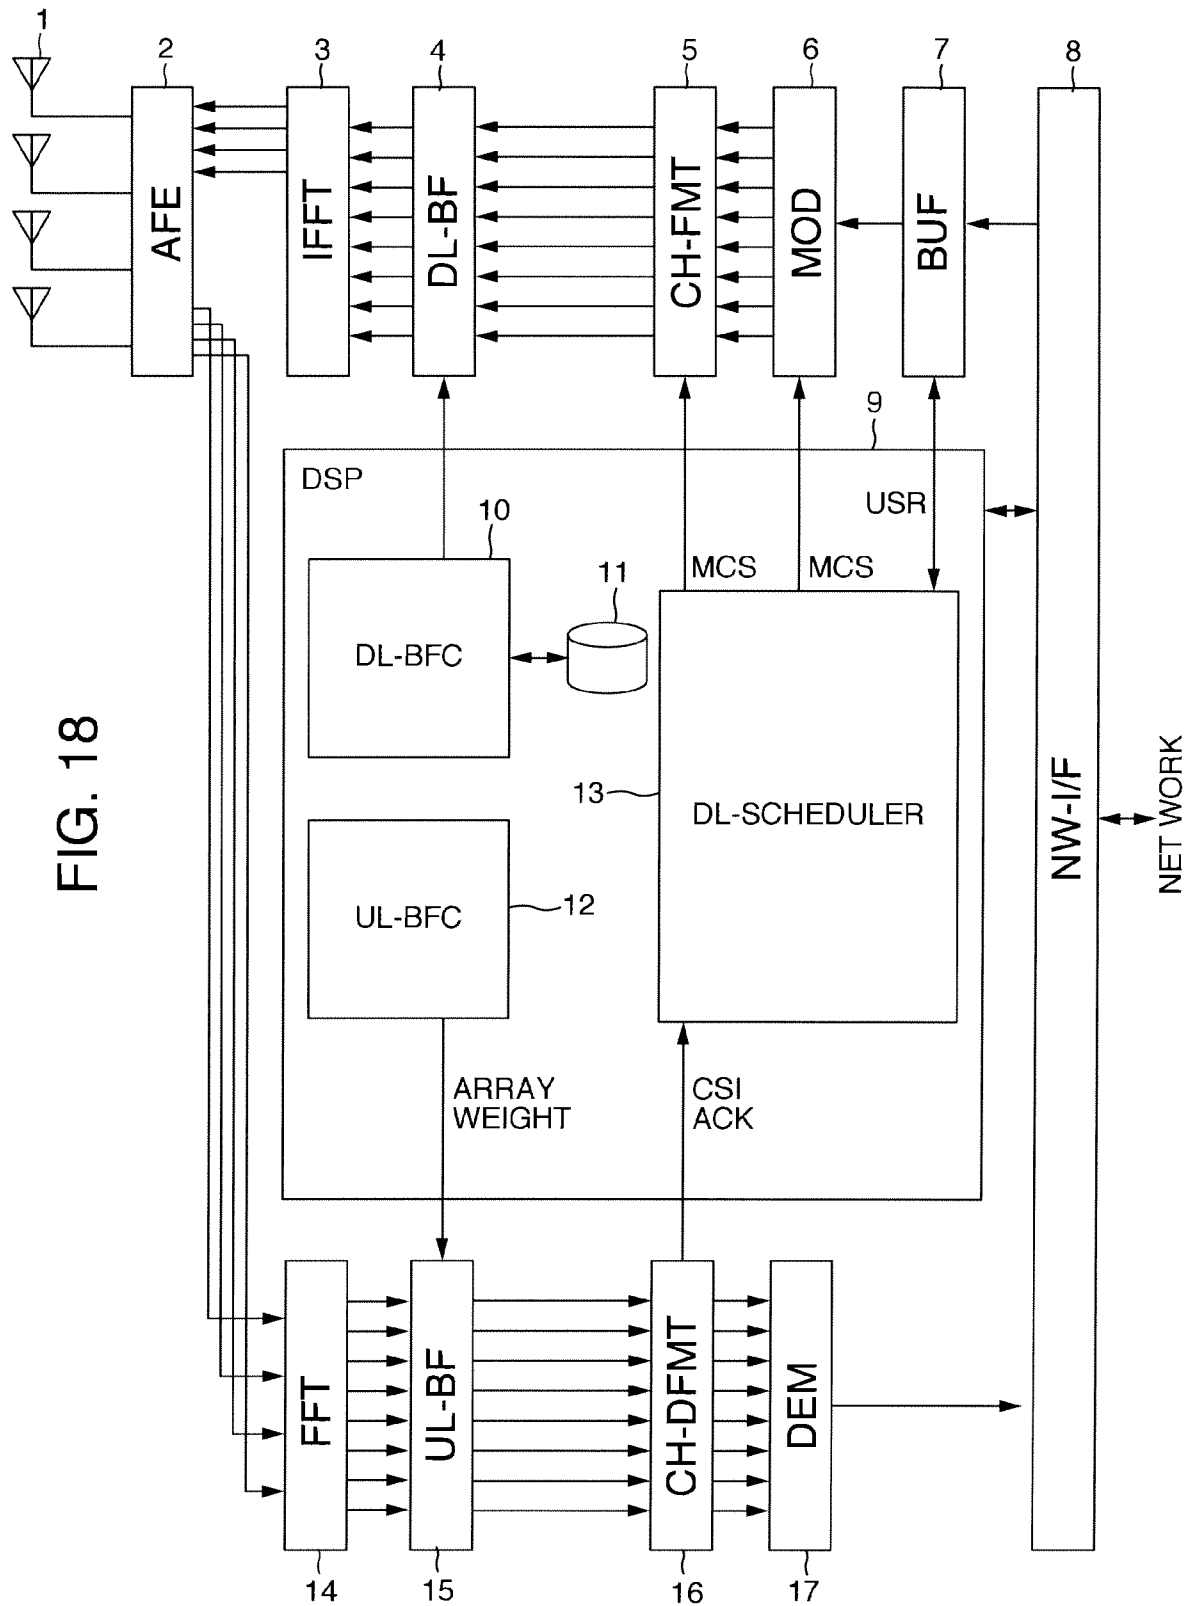 1
2
3
4
5
6
7
8
AFE
IFFT
DL-BF
CH-FMT
MOD
BUF
9
DSP
USR
10
MCS
MCS
11
DL-BFC
FIG. 18
13
DL-SCHEDULER
NW-I/F
NET WORK
UL-BFC
12
ARRAY
WEIGHT
CSI
ACK
FFT
UL-BF
CH-DFMT
DEM
14
15
16
17